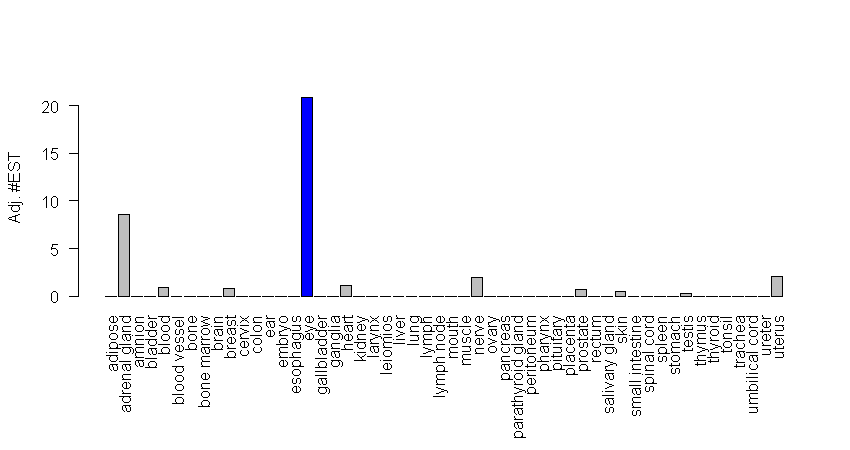 Adj. #EST
20
15
10
5
0
adipose
adrenal gland
amnion
bladder
blood
blood vessel
bone
bone marrow
brain
breast
cervix
colon
ear
embryo
esophagus
eye
gallbladder
ganglia
heart
kidney
larynx
leiomios
liver
lung
lymph
lymph node
mouth
muscle
nerve
ovary
pancreas
parathyroid gland
peritoneum
pharynx
pituitary
placenta
prostate
rectum
salivary gland
skin
small intestine
spinal cord
spleen
stomach
testis
thymus
thyroid
tonsil
trachea
umbilical cord
ureter
uterus